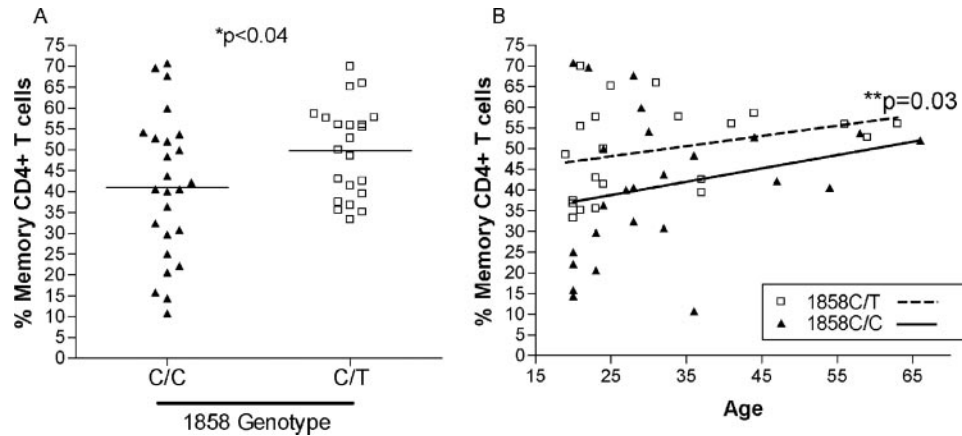 A
*p<0.04
% Memory CD4+ T cells
75
70
65
60
55
50
45
40
35
30
25
20
15
10
5
0
C/C C/T
1858 Genotype
B
**p=0.03
% Memory CD4+ T cells
75
70
65
60
55
50
45
40
35
30
25
20
15
10
5
0
1858C/T
1858C/C
15 25 35 45 55 65
Age